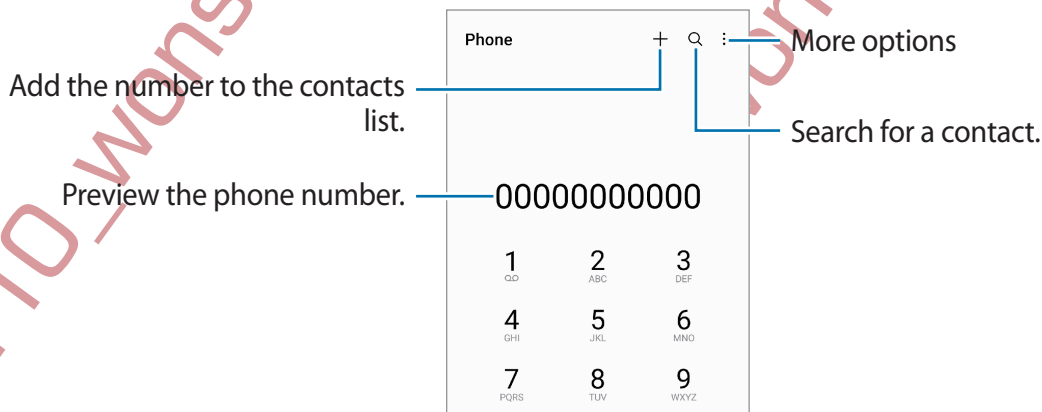 Phone
More options
Add the number to the contacts
list.
Search for a contact.
Preview the phone number.
00000000000
1 2 3
ABC DEF
4 5 6
GHI JKL MNO
7 8 9
PQRS TUV WXYZ